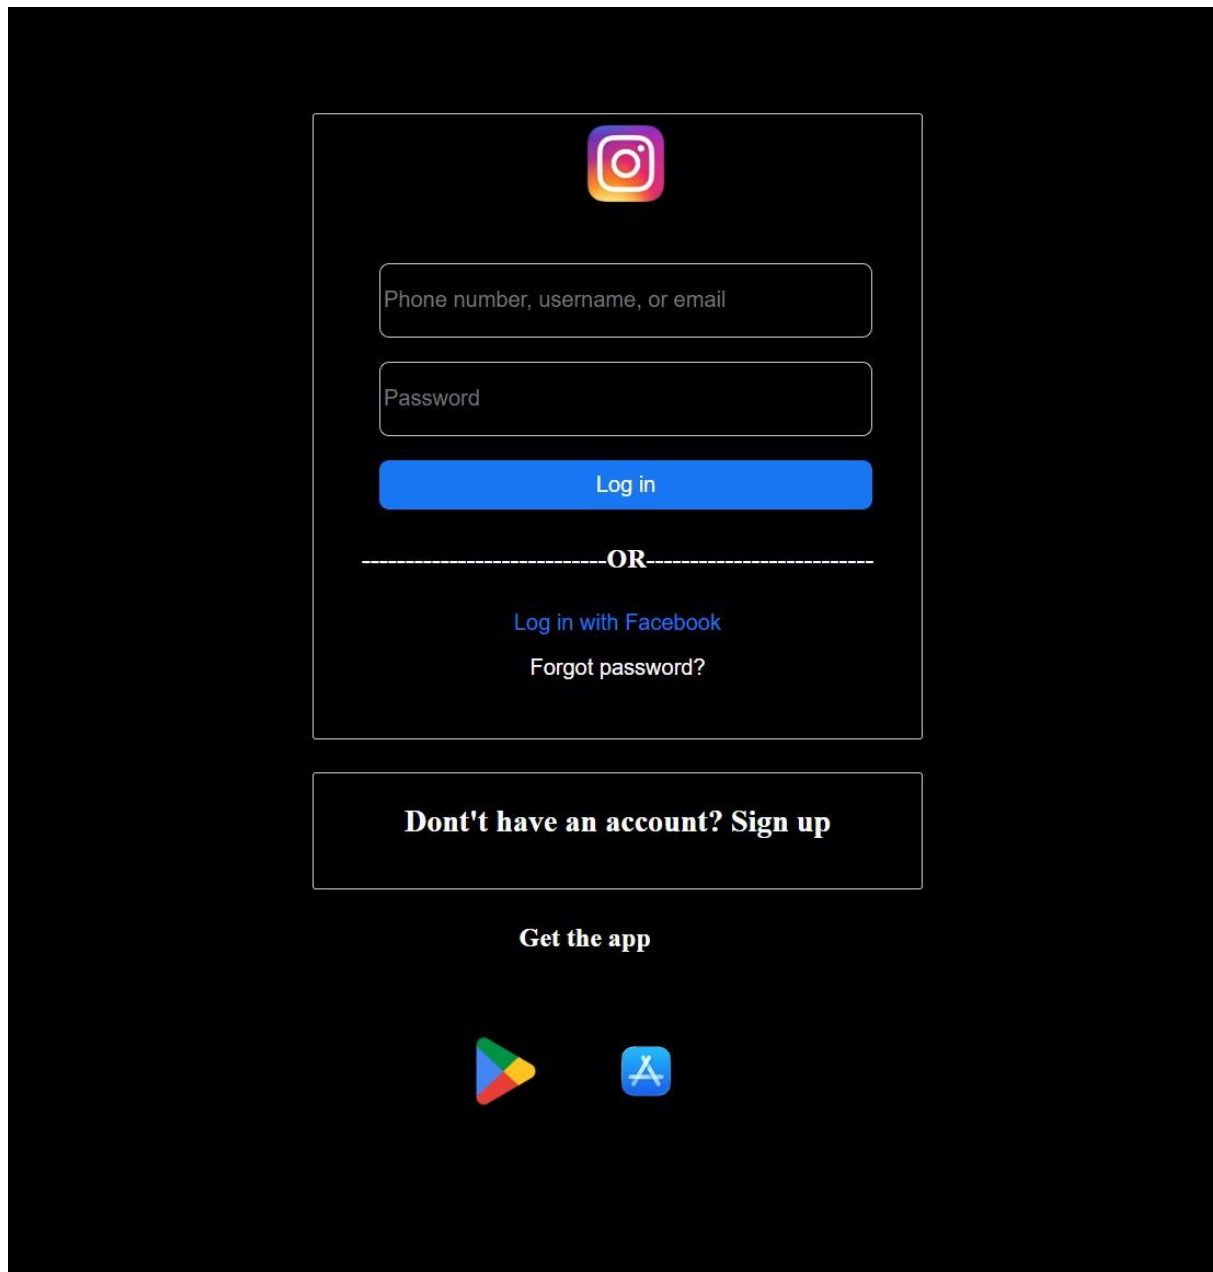 Phone number, username, or email
Password
Log in
----------------------------OR--------------------------
Log in with Facebook
Forgot password?
Dont't have an account? Sign up
Get the app